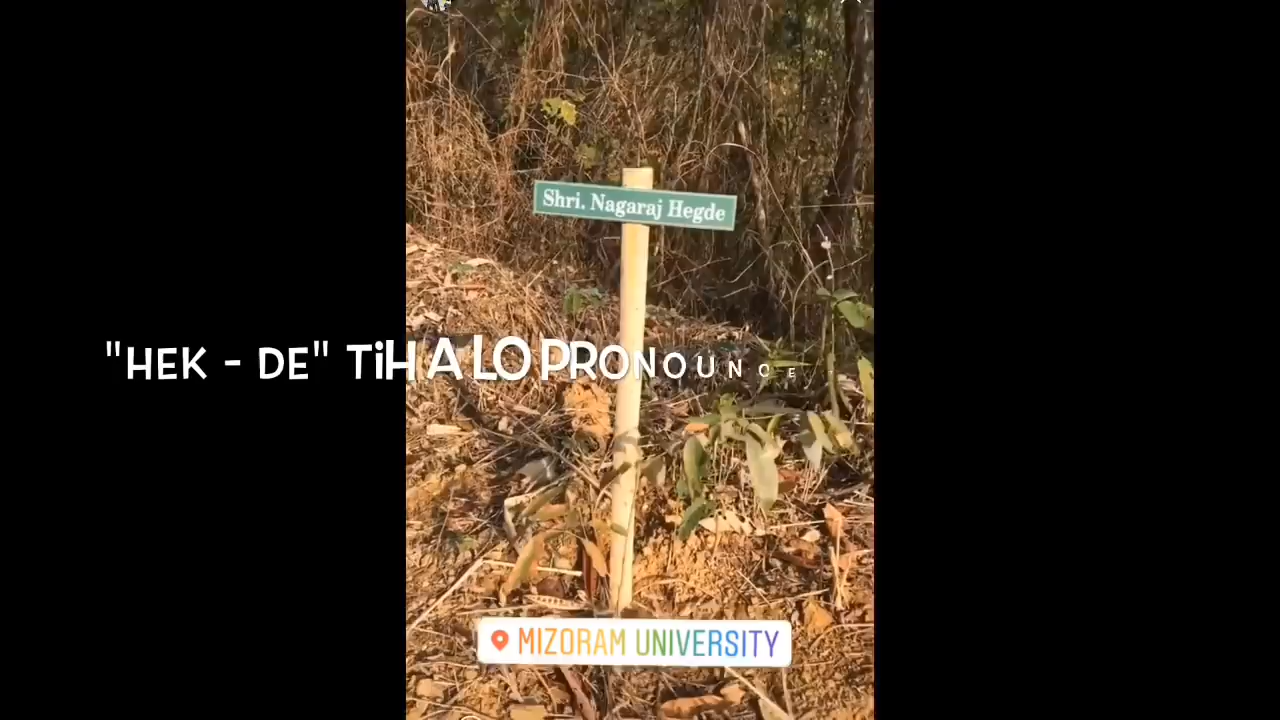 Shri. Nagaraj Hegde
"HEK - DE" TIH A LO PRONOUNCE
MIZORAM UNIVERSITY